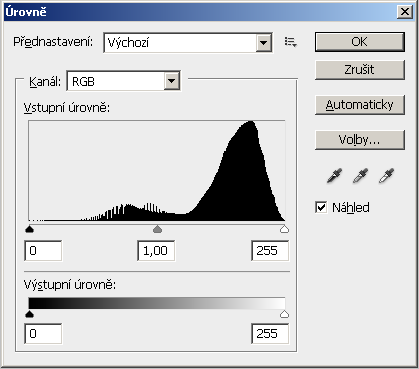 Úrovně
Přednastavení: Výchozí
OK
Zrušit
Automaticky
Volby...
Náhled
Kanál: RGB
Vstupní úrovně:
0 1,00 255
Výstupní úrovně:
0 255